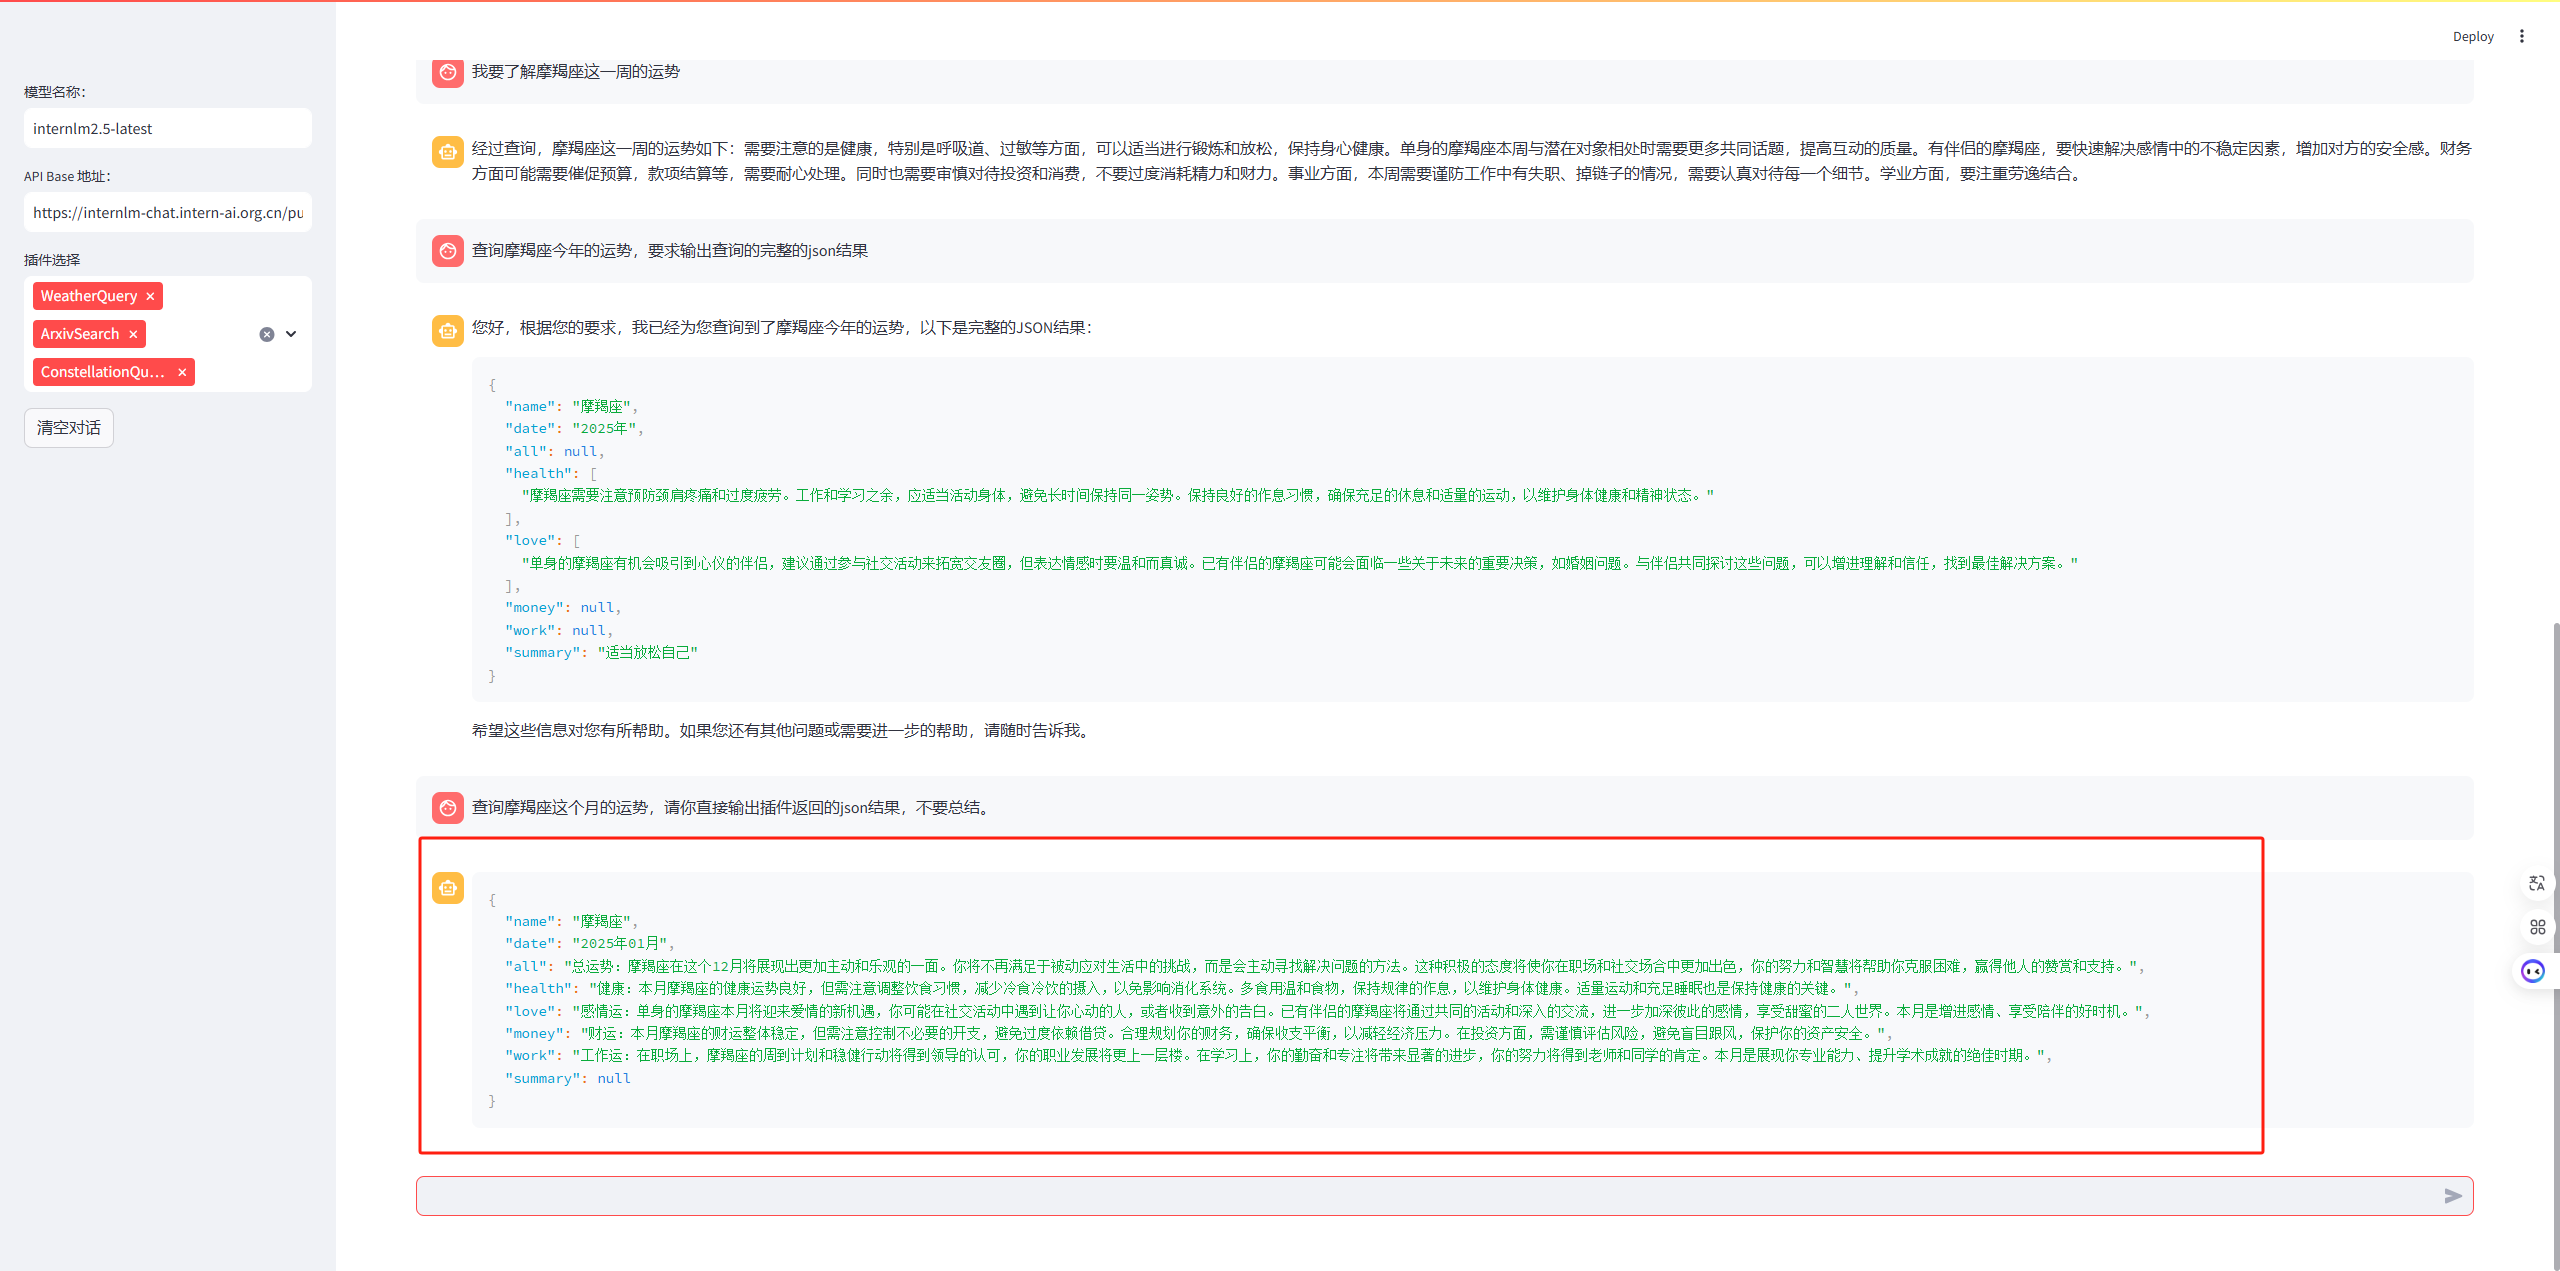 Deploy
模型名称：
internlm2.5-latest
API Base 地址：
https://internlm-chat.intern-ai.org.cn/pu
插件选择
WeatherQuery
ArxivSearch
ConstellationQu...
清空对话
我要了解摩羯座这一周的运势
经过查询，摩羯座这一周的运势如下：需要注意的是健康，特别是呼吸道、过敏等方面，可以适当进行锻炼和放松，保持身心健康。单身的摩羯座本周与潜在对象相处时需要更多共同话题，提高互动的质量。有伴侣的摩羯座，要快速解决感情中的不稳定因素，增加对方的安全感。财务
方面可能需要催促预算，款项结算等，需要耐心处理。同时也需要审慎对待投资和消费，不要过度消耗精力和财力。事业方面，本周需要谨防工作中有失职、掉链子的情况，需要认真对待每一个细节。学业方面，要注重劳逸结合。
查询摩羯座今年的运势，要求输出查询的完整的json结果
您好，根据您的要求，我已经为您查询到了摩羯座今年的运势，以下是完整的JSON结果：
{
"name": "摩羯座",
"date": "2025年",
"all": null,
"health": [
"摩羯座需要注意预防颈肩疼痛和过度疲劳。工作和学习之余，应适当活动身体，避免长时间保持同一姿势。保持良好的作息习惯，确保充足的休息和适量的运动，以维护身体健康和精神状态。"
],
"love": [
"单身的摩羯座有机会吸引到心仪的伴侣，建议通过参与社交活动来拓宽交友圈，但表达情感时要温和而真诚。已有伴侣的摩羯座可能会面临一些关于未来的重要决策，如婚姻问题。与伴侣共同探讨这些问题，可以增进理解和信任，找到最佳解决方案。"
],
"money": null,
"work": null,
"summary": "适当放松自己"
}
希望这些信息对您有所帮助。如果您还有其他问题或需要进一步的帮助，请随时告诉我。
查询摩羯座这个月的运势，请你直接输出插件返回的json结果，不要总结。
{
"name": "摩羯座",
"date": "2025年01月",
"all": "总运势：摩羯座在这个12月将展现出更加主动和乐观的一面。你将不再满足于被动应对生活中的挑战，而是会主动寻找解决问题的方法。这种积极的态度将使你在职场和社交场合中更加出色，你的努力和智慧将帮助你克服困难，赢得他人的赞赏和支持。",
"health": "健康：本月摩羯座的健康运势良好，但需注意调整饮食习惯，减少冷食冷饮的摄入，以免影响消化系统。多食用温和食物，保持规律的作息，以维护身体健康。适量运动和充足睡眠也是保持健康的关键。",
"love": "感情运：单身的摩羯座本月将迎来爱情的新机遇，你可能在社交活动中遇到让你心动的人，或者收到意外的告白。已有伴侣的摩羯座将通过共同的活动和深入的交流，进一步加深彼此的感情，享受甜蜜的二人世界。本月是增进感情、享受陪伴的好时机。",
"money": "财运：本月摩羯座的财运整体稳定，但需注意控制不必要的开支，避免过度依赖借贷。合理规划你的财务，确保收支平衡，以减轻经济压力。在投资方面，需谨慎评估风险，避免盲目跟风，保护你的资产安全。",
"work": "工作运：在职场上，摩羯座的周到计划和稳健行动将得到领导的认可，你的职业发展将更上一层楼。在学习上，你的勤奋和专注将带来显著的进步，你的努力将得到老师和同学的肯定。本月是展现你专业能力、提升学术成就的绝佳时期。",
"summary": null
}